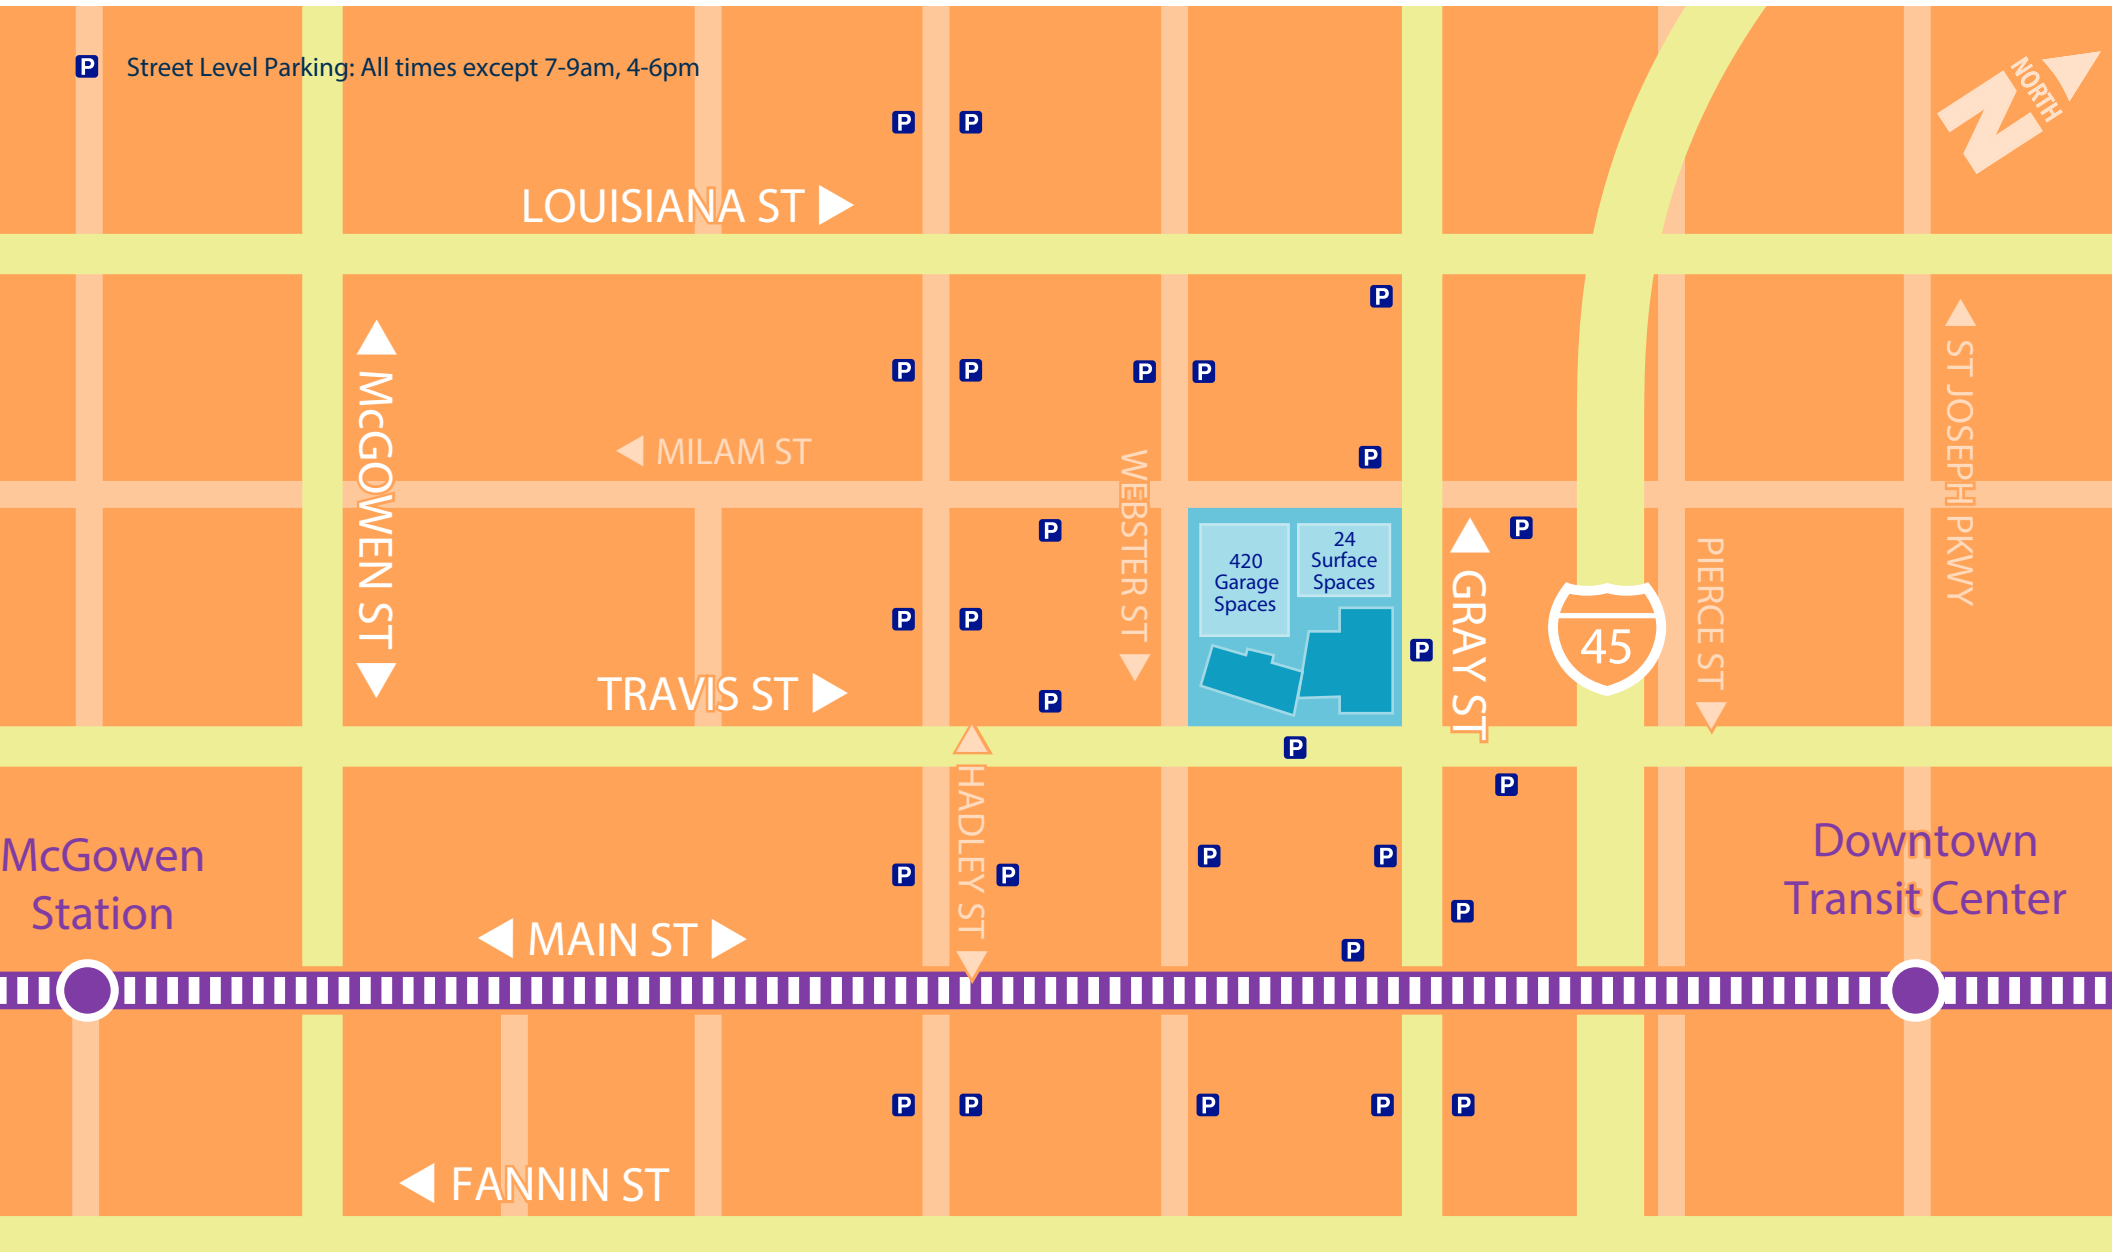 P Street Level Parking: All times except 7-9am, 4-6pm
N
NORTH
P P
LOUISIANA ST
P
P P P P
McGOWEN ST
MILAM ST
WEBSTER ST
P
ST JOSEPH PKWY
P
420
Garage
Spaces
24
Surface
Spaces
P
GRAY ST
PIERCE ST
45
P P
P
TRAVIS ST
P
P
HADLEY ST
P
McGowen
Station
P P
P P
P
Downtown
Transit Center
MAIN ST
P
P P P P P
FANNIN ST